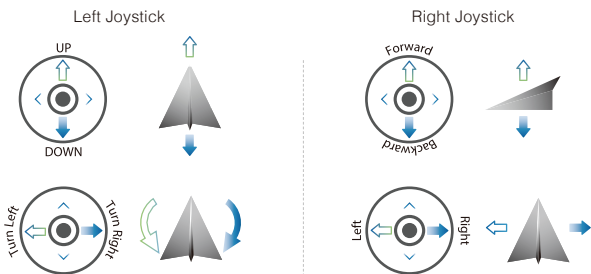 Left Joystick
Right Joystick
UP
DOWN
Forward
Backward
Turn Left
Turn Right
Left
Right